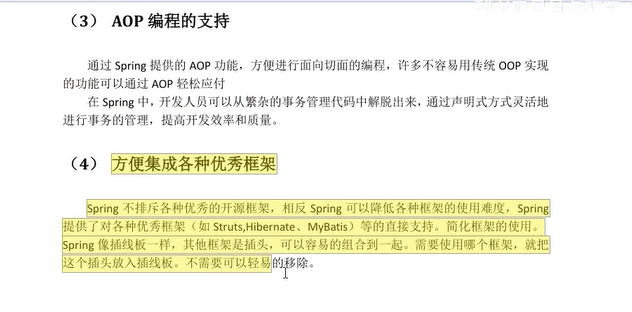 （3） AOP 编程的支持
通过 Spring 提供的 AOP 功能，方便进行面向切面的编程，许多不容易用传统 OOP 实现
的功能可以通过 AOP 轻松应付
在 Spring 中，开发人员可以从繁杂的事务管理代码中解脱出来，通过声明式方式灵活地
进行事务的管理，提高开发效率和质量。
（4） 方便集成各种优秀框架
Spring 不排斥各种优秀的开源框架，相反 Spring 可以降低各种框架的使用难度，Spring
提供了对各种优秀框架（如 Struts,Hibernate、MyBatis）等的直接支持。简化框架的使用。
Spring 像插线板一样，其他框架是插头，可以容易的组合到一起。需要使用哪个框架，就把
这个插头放入插线板。不需要可以轻易的移除。